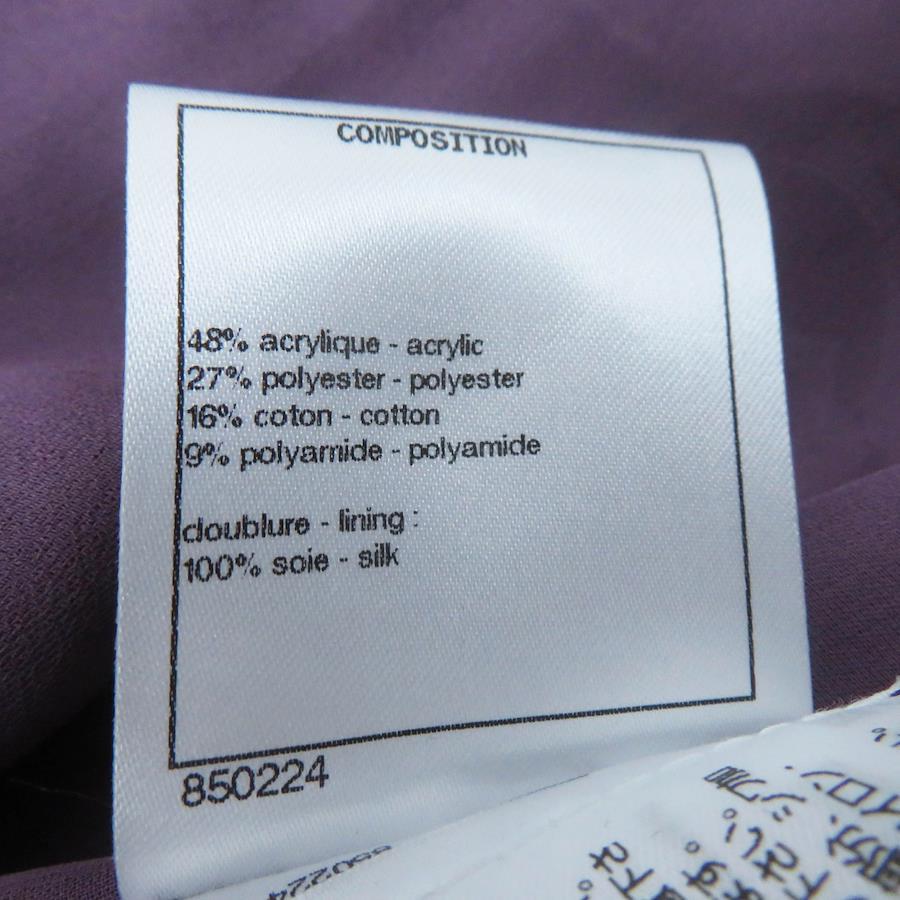 COMPOSITION
48% acrylique - acrylic
27% polyester - polyester
16% coton - cotton
9% polyamide - polyamide
doublure - lining :
100% soie - silk
850224
850224